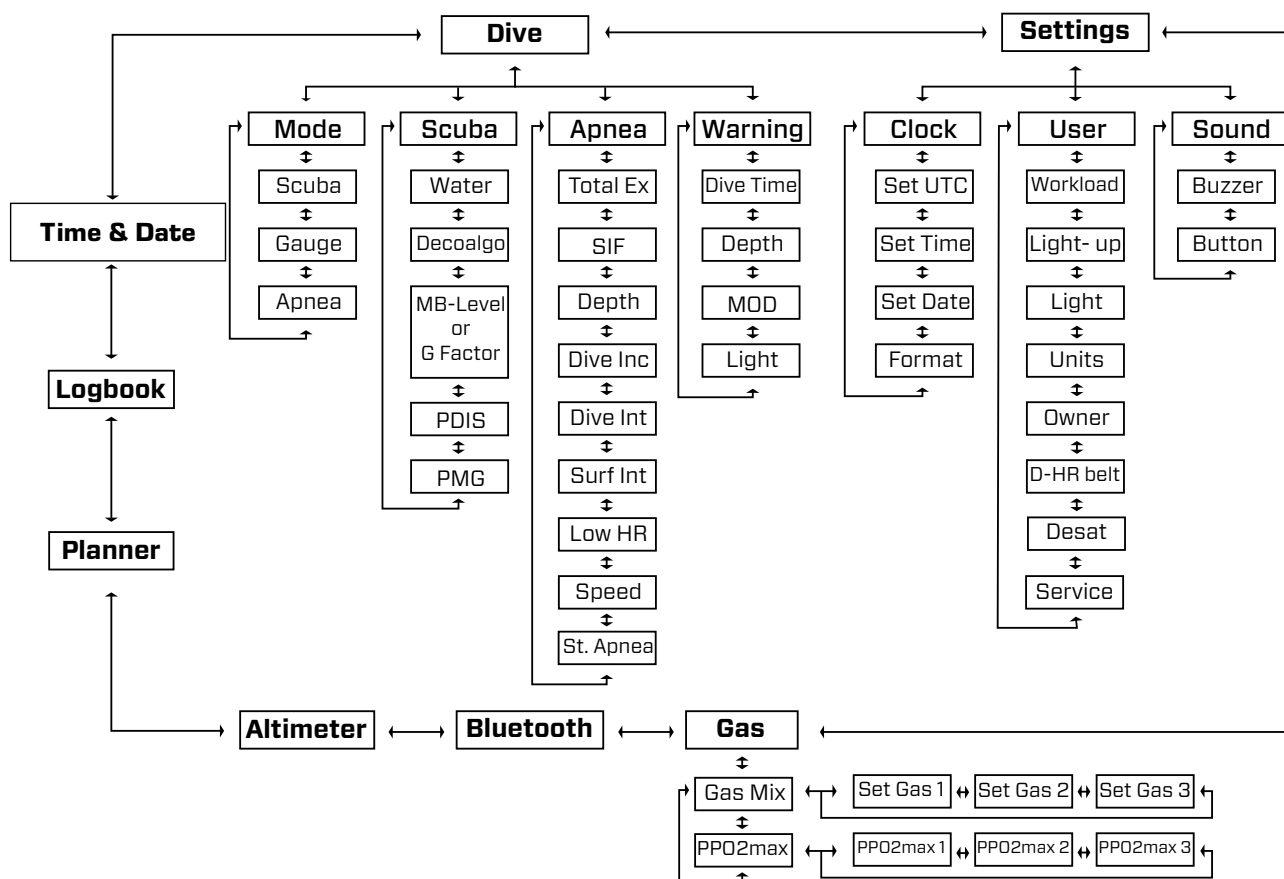 Dive
Settings
Mode
Scuba
Apnea
Warning
Clock
User
Sound
Scuba
Water
Total Ex
Dive Time
Set UTC
Workload
Buzzer
Time & Date
Gauge
Decoalgo
SIF
Depth
Set Time
Light- up
Button
Apnea
MB-Level
or
G Factor
Depth
MOD
Set Date
Light
Dive Inc
Light
Format
Units
Logbook
PDIS
Dive Int
Owner
PMG
Surf Int
D-HR belt
Planner
Low HR
Desat
Speed
Service
St. Apnea
Altimeter
Bluetooth
Gas
Gas Mix
Set Gas 1
Set Gas 2
Set Gas 3
PPO2max
PPO2max 1
PPO2max 2
PPO2max 3